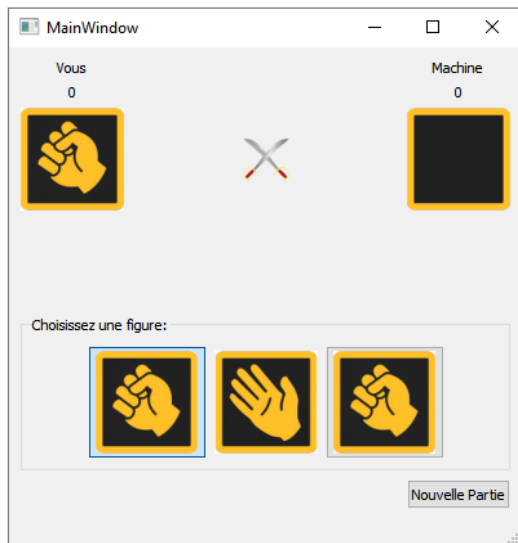 MainWindow
Vous
Machine
0
0
Choisissez une figure:
Nouvelle Partie